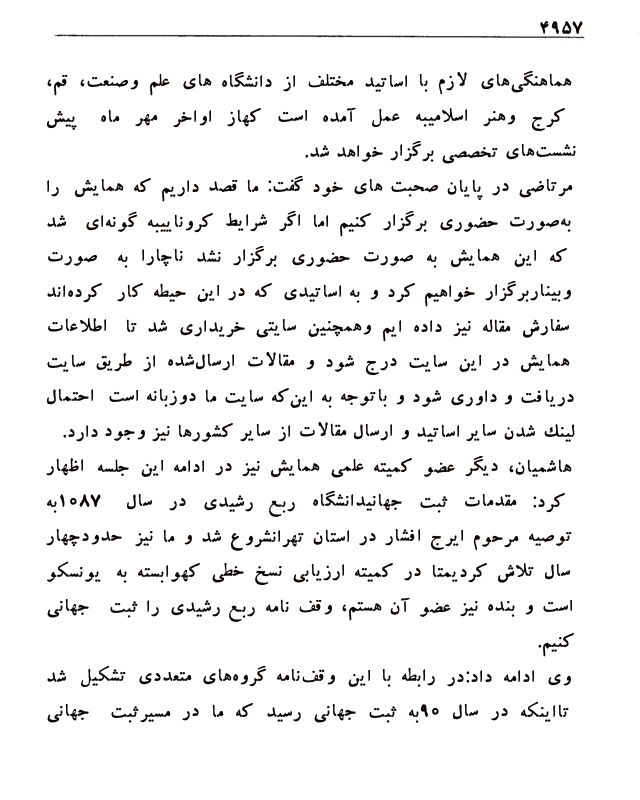 ۴۹۵۷
هماهنگی‌های لازم با اساتید مختلف از دانشگاه های علم وصنعت، قم،
کرج وهنر اسلامیبه عمل آمده است کهاز اواخر مهر ماه پیش
نشست‌های تخصصی برگزار خواهد شد.
مرتاضی در پایان صحبت های خود گفت: ما قصد داریم که همایش را
به‌صورت حضوری برگزار کنیم اما اگر شرایط کروناییبه گونه‌ای شد
که این همایش به صورت حضوری برگزار نشد ناچارا به صورت
وبیناربرگزار خواهیم کرد و به اساتیدی که در این حیطه کار کرده‌اند
سفارش مقاله نیز داده ایم وهمچنین سایتی خریداری شد تا اطلاعات
همایش در این سایت درج شود و مقالات ارسال‌شده از طریق سایت
دریافت و داوری شود و باتوجه به این‌که سایت ما دوزبانه است احتمال
لینك شدن سایر اساتید و ارسال مقالات از سایر کشورها نیز وجود دارد.
هاشمیان، دیگر عضو کمیته علمی همایش نیز در ادامه این جلسه اظهار
کرد: مقدمات ثبت جهانیدانشگاه ربع رشیدی در سال ۱۰۸۷به
توصیه مرحوم ایرج افشار در استان تهرانشروع شد و ما نیز حدودچهار
سال تلاش کردیمتا در کمیته ارزیابی نسخ خطی کهوابسته به یونسکو
است و بنده نیز عضو آن هستم، وقف نامه ربع رشیدی را ثبت جهانی
کنیم.
وی ادامه داد:در رابطه با این وقف‌نامه گروه‌های متعددی تشکیل شد
تااینکه در سال ۹۰به ثبت جهانی رسید که ما در مسیرثبت جهانی